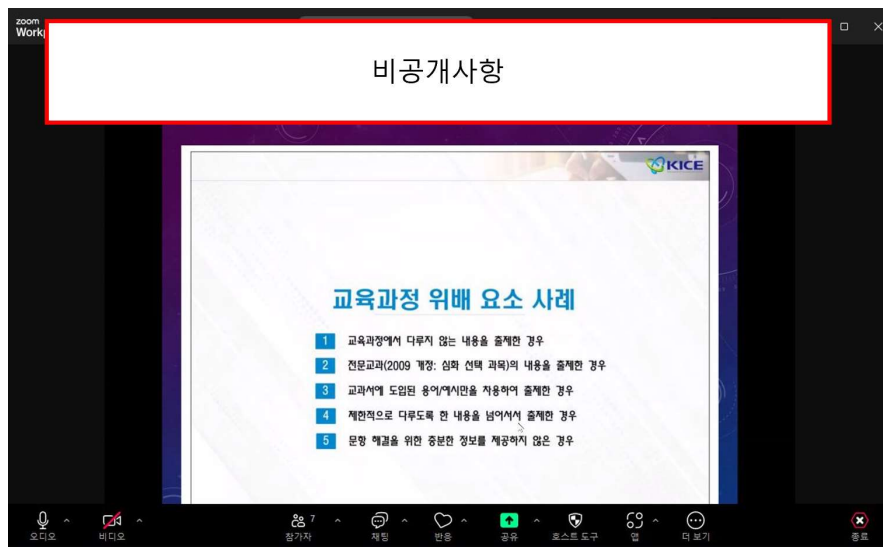 zoom
Work
비공개사항
KICE
교육과정 위배 요소 사례
1 교육과정에서 다루지 않는 내용을 출제한 경우
2 전문교과(2009 개정: 심화 선택 과목)의 내용을 출제한 경우
3 교과서에 도입된 용어/예시만을 차용하여 출제한 경우
4 제한적으로 다루도록 한 내용을 넘어서서 출제한 경우
5 문항 해결을 위한 충분한 정보를 제공하지 않은 경우
7
오디오 비디오 참가자 채팅 반응 공유 호스트 도구 앱 더 보기 종료